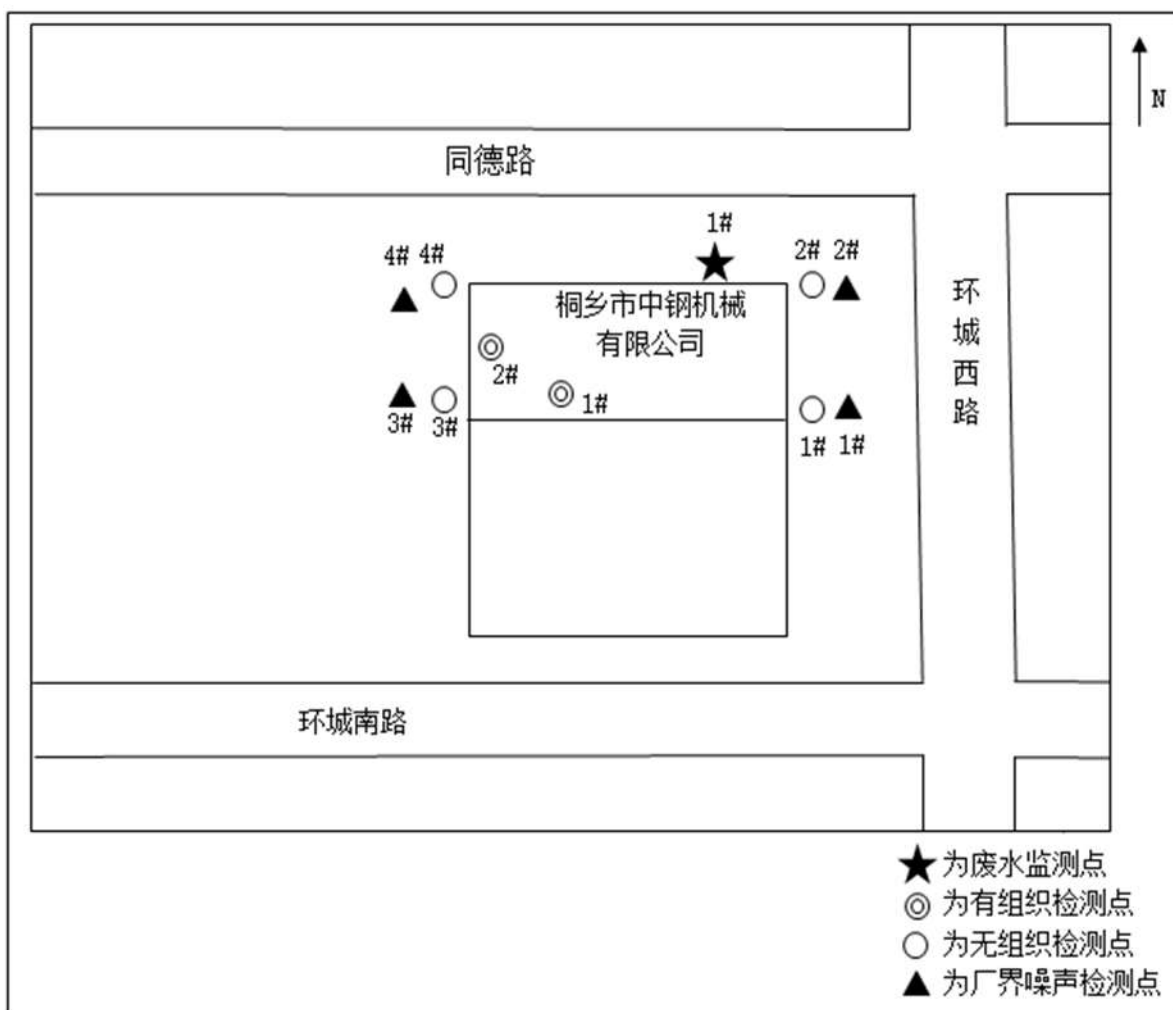 N
同德路
1#
4# 4#
2# 2#
桐乡市中钢机械
有限公司
环城西路
2#
1#
3# 3#
1# 1#
环城南路
为废水监测点
为有组织检测点
为无组织检测点
为厂界噪声检测点